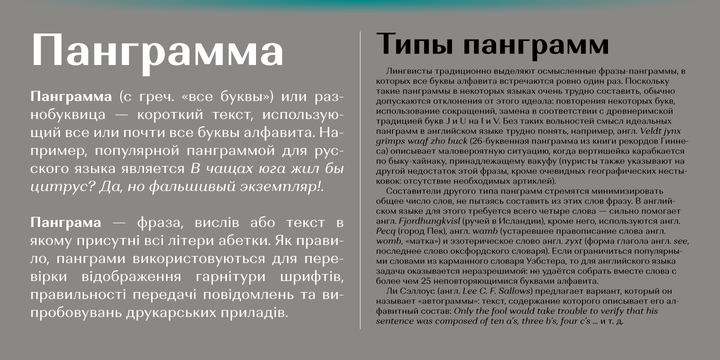 Панграмма
Панграмма (с греч. «все буквы») или раз-
нобуквица — короткий текст, использую-
щий все или почти все буквы алфавита. На-
пример, популярной панграммой для рус-
ского языка является В чащах юга жил бы
цитрус? Да, но фальшивый экземпляр!.
Панграма — фраза, вислів або текст в
якому присутні всі літери абетки. Як прави-
ло, панграми використовуються для пере-
вірки відображення гарнітури шрифтів,
правильності передачі повідомлень та ви-
пробовувань друкарських приладів.
Типы панграмм
Лингвисты традиционно выделяют осмысленные фразы-панграммы, в
которых все буквы алфавита встречаются ровно один раз. Поскольку
такие панграммы в некоторых языках очень трудно составить, обычно
допускаются отклонения от этого идеала: повторения некоторых букв,
использование сокращений, замена в соответствии с древнеримской
традицией букв J и U на I и V. Без таких вольностей смысл идеальных
панграмм в английском языке трудно понять, например, англ. Veldt jynx
grimps waqf zho buck (26-буквенная панграмма из книги рекордов Гинне-
са) описывает маловероятную ситуацию, когда вертишейка карабкается
по быку-хайнаку, принадлежащему вакуфу (пуристы также указывают на
другой недостаток этой фразы, кроме очевидных географических несты-
ковок: отсутствие необходимых артиклей).
Составители другого типа панграмм стремятся минимизировать
общее число слов, не пытаясь составить из этих слов фразу. В англий-
ском языке для этого требуется всего четыре слова — сильно помогает
англ. Fjordhungkvisl (ручей в Исландии), кроме него, используются англ.
Pecq (город Пек), англ. wamb (устаревшее правописание слова англ.
womb, «матка») и эзотерическое слово англ. zyxt (форма глагола англ. see,
последнее слово оксфордского словаря). Если ограничиться популярны-
ми словами из карманного словаря Уэбстера, то для английского языка
задача оказывается неразрешимой: не удаётся собрать вместе слова с
более чем 25 неповторяющимися буквами алфавита.
Ли Сэллоус (англ. Lee C. F. Sallows) предлагает вариант, который он
называет «автограммы»: текст, содержание которого описывает его ал-
фавитный состав: Only the fool would take trouble to verify that his
sentence was composed of ten a's, three b's, four c's ... и т. д.